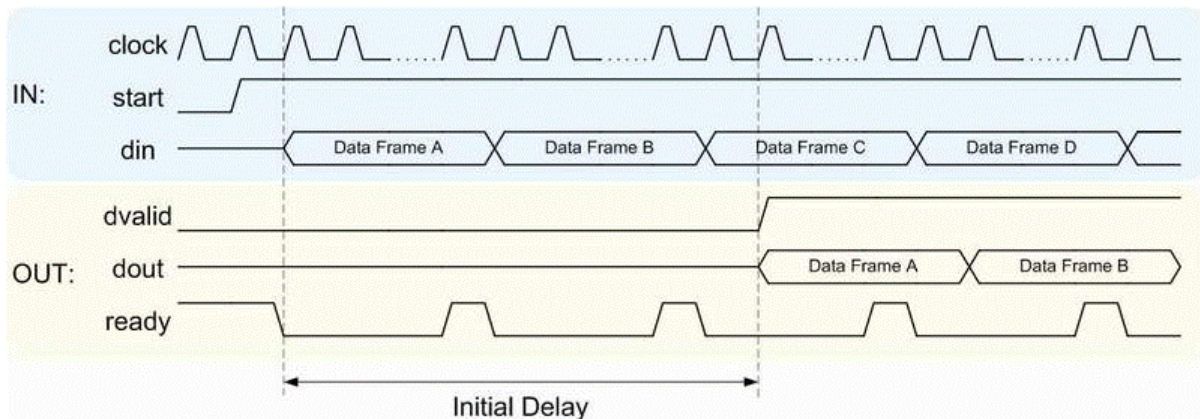 clock
IN:
start
din
Data Frame A
Data Frame B
Data Frame C
Data Frame D
dvalid
OUT:
dout
Data Frame A
Data Frame B
ready
Initial Delay